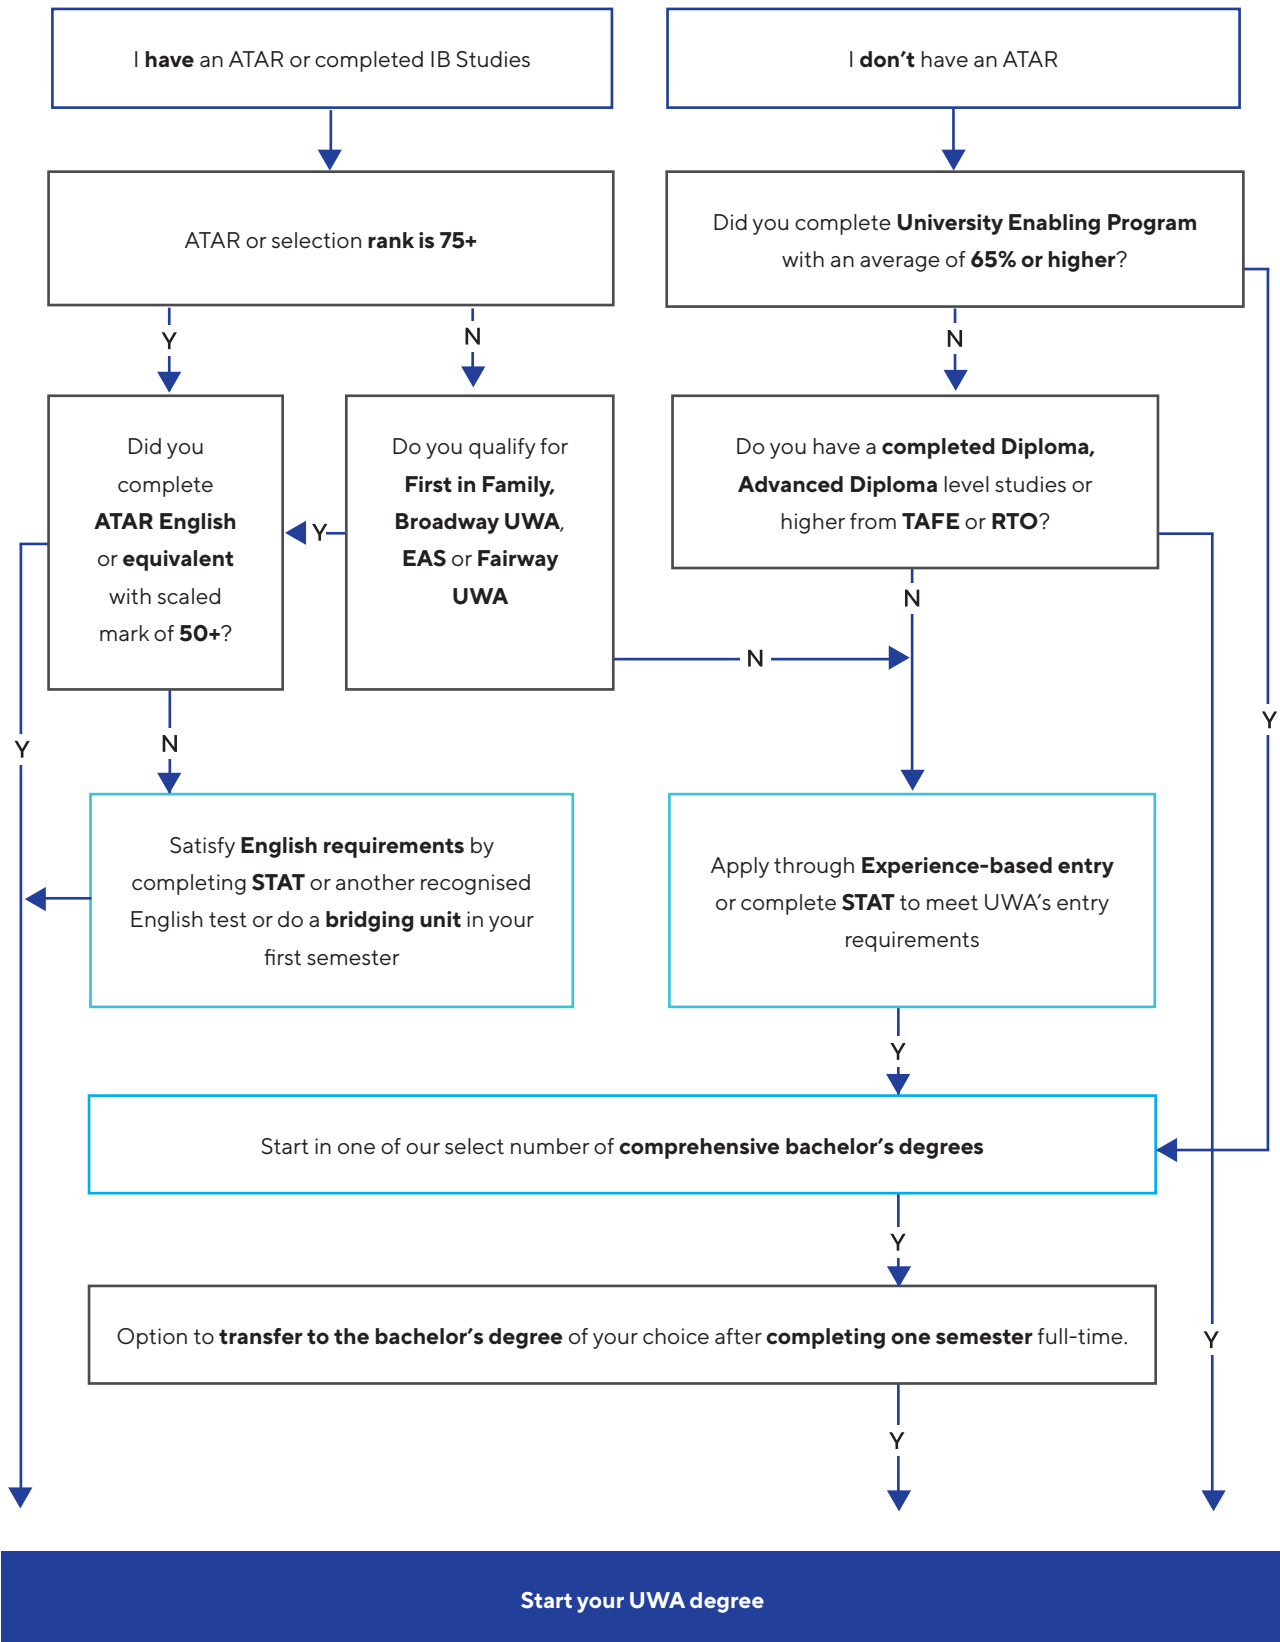 I have an ATAR or completed IB Studies
I don't have an ATAR
ATAR or selection rank is 75+
Did you complete University Enabling Program
with an average of 65% or higher?
Y
N
N
Did you
complete
ATAR English
or equivalent
with scaled
mark of 50+?
Y
Do you qualify for
First in Family,
Broadway UWA,
EAS or Fairway
UWA
Do you have a completed Diploma,
Advanced Diploma level studies or
higher from TAFE or RTO?
N
N
Y
Y
N
Satisfy English requirements by
completing STAT or another recognised
English test or do a bridging unit in your
first semester
Apply through Experience-based entry
or complete STAT to meet UWA's entry
requirements
Y
Start in one of our select number of comprehensive bachelor's degrees
Y
Option to transfer to the bachelor's degree of your choice after completing one semester full-time.
Y
Y
Start your UWA degree